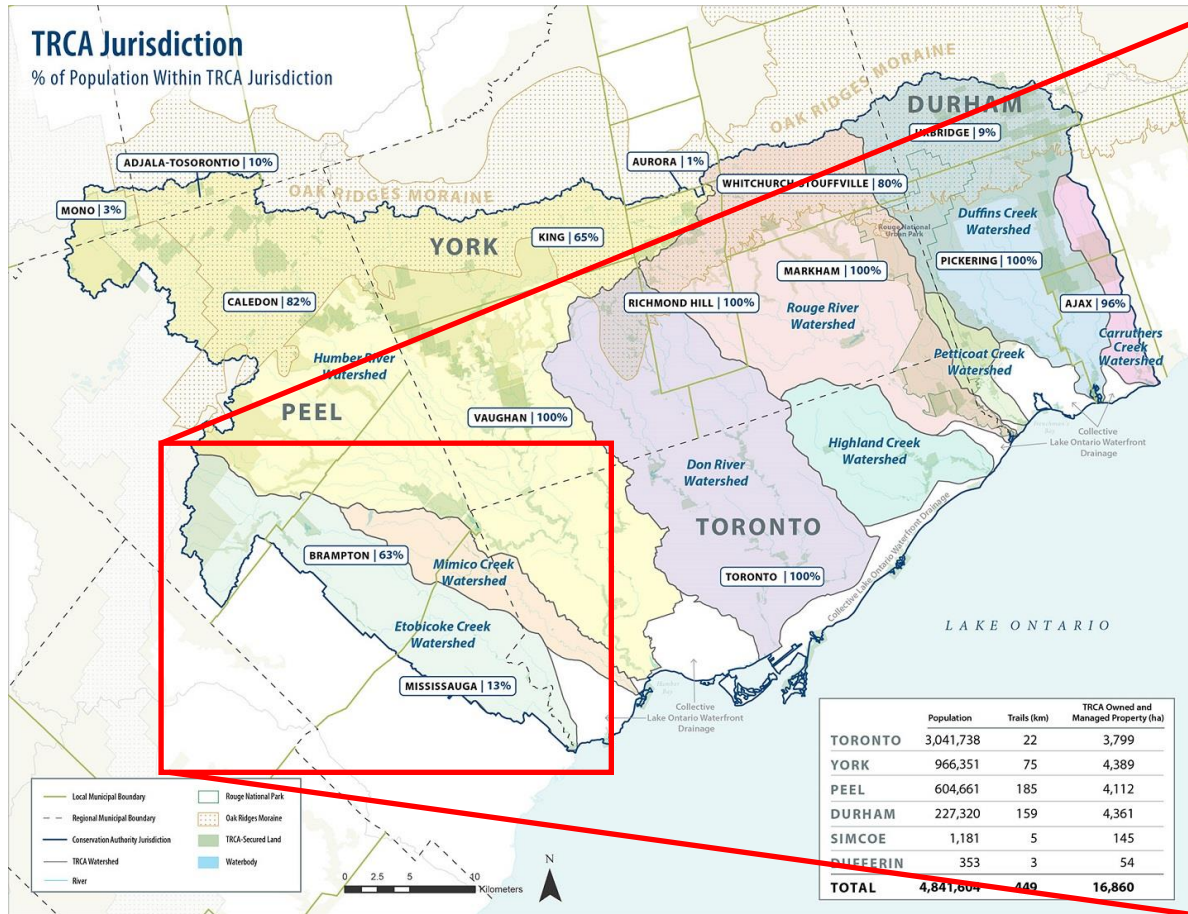 TRCA Jurisdiction
% of Population Within TRCA Jurisdiction
OAK RIDGES MORAINE
DURHAM
UXBRIDGE | 9%
ADJALA-TOSORONTIO | 10%
AURORA | 1%
OAK RIDGES MORAINE
WHITCHURCH-STOUFFVILLE | 80%
MONO | 3%
Duffins Creek
Watershed
Rouge National
Urban Park
KING | 65%
YORK
PICKERING | 100%
MARKHAM | 100%
CALEDON | 82%
RICHMOND HILL | 100%
AJAX | 96%
Rouge River
Watershed
Carruthers
Creek
Watershed
Humber River
Watershed
Petticoat Creek
Watershed
PEEL
VAUGHAN | 100%
Collective
Lake Ontario Waterfront
Drainage
Highland Creek
Watershed
Don River
Watershed
TORONTO
BRAMPTON | 63%
Mimico Creek
Watershed
TORONTO | 100%
Collective Lake Ontario Waterfront Drainage
Etobicoke Creek
Watershed
LAKE ONTARIO
MISSISSAUGA | 13%
Collective
Lake Ontario Waterfront
Drainage
Population Trails (km) TRCA Owned and
Managed Property (ha)
TORONTO 3,041,738 22 3,799
YORK 966,351 75 4,389
PEEL 604,661 185 4,112
DURHAM 227,320 159 4,361
SIMCOE 1,181 5 145
DUFFERIN 353 3 54
TOTAL 4,841,604 449 16,860
Local Municipal Boundary
Regional Municipal Boundary
Conservation Authority Jurisdiction
TRCA Watershed
River
Rouge National Park
Oak Ridges Moraine
TRCA-Secured Land
Waterbody
0 2.5 5 10
Kilometers
N